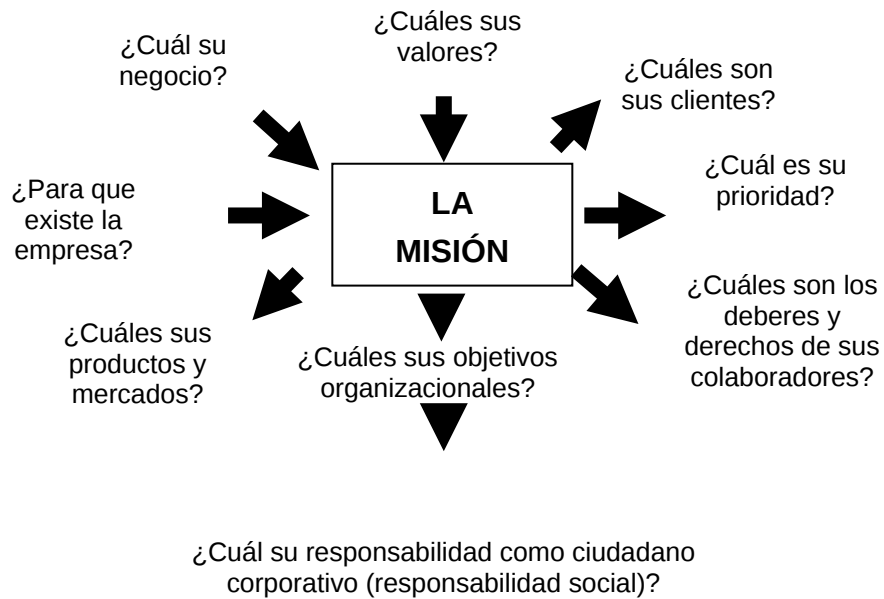 ¿Cuál su
negocio?
¿Cuáles sus
valores?
¿Cuáles son
sus clientes?
¿Para que
existe la
empresa?
LA
MISIÓN
¿Cuál es su
prioridad?
¿Cuáles sus
productos y
mercados?
¿Cuáles sus objetivos
organizacionales?
¿Cuáles son los
deberes y
derechos de sus
colaboradores?
¿Cuál su responsabilidad como ciudadano
corporativo (responsabilidad social)?